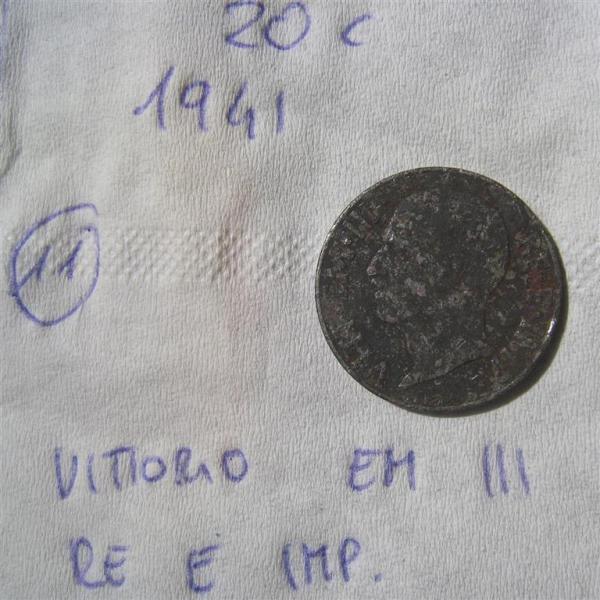 20 c
1941
11
VITTORIO EM III
RE E IMP.